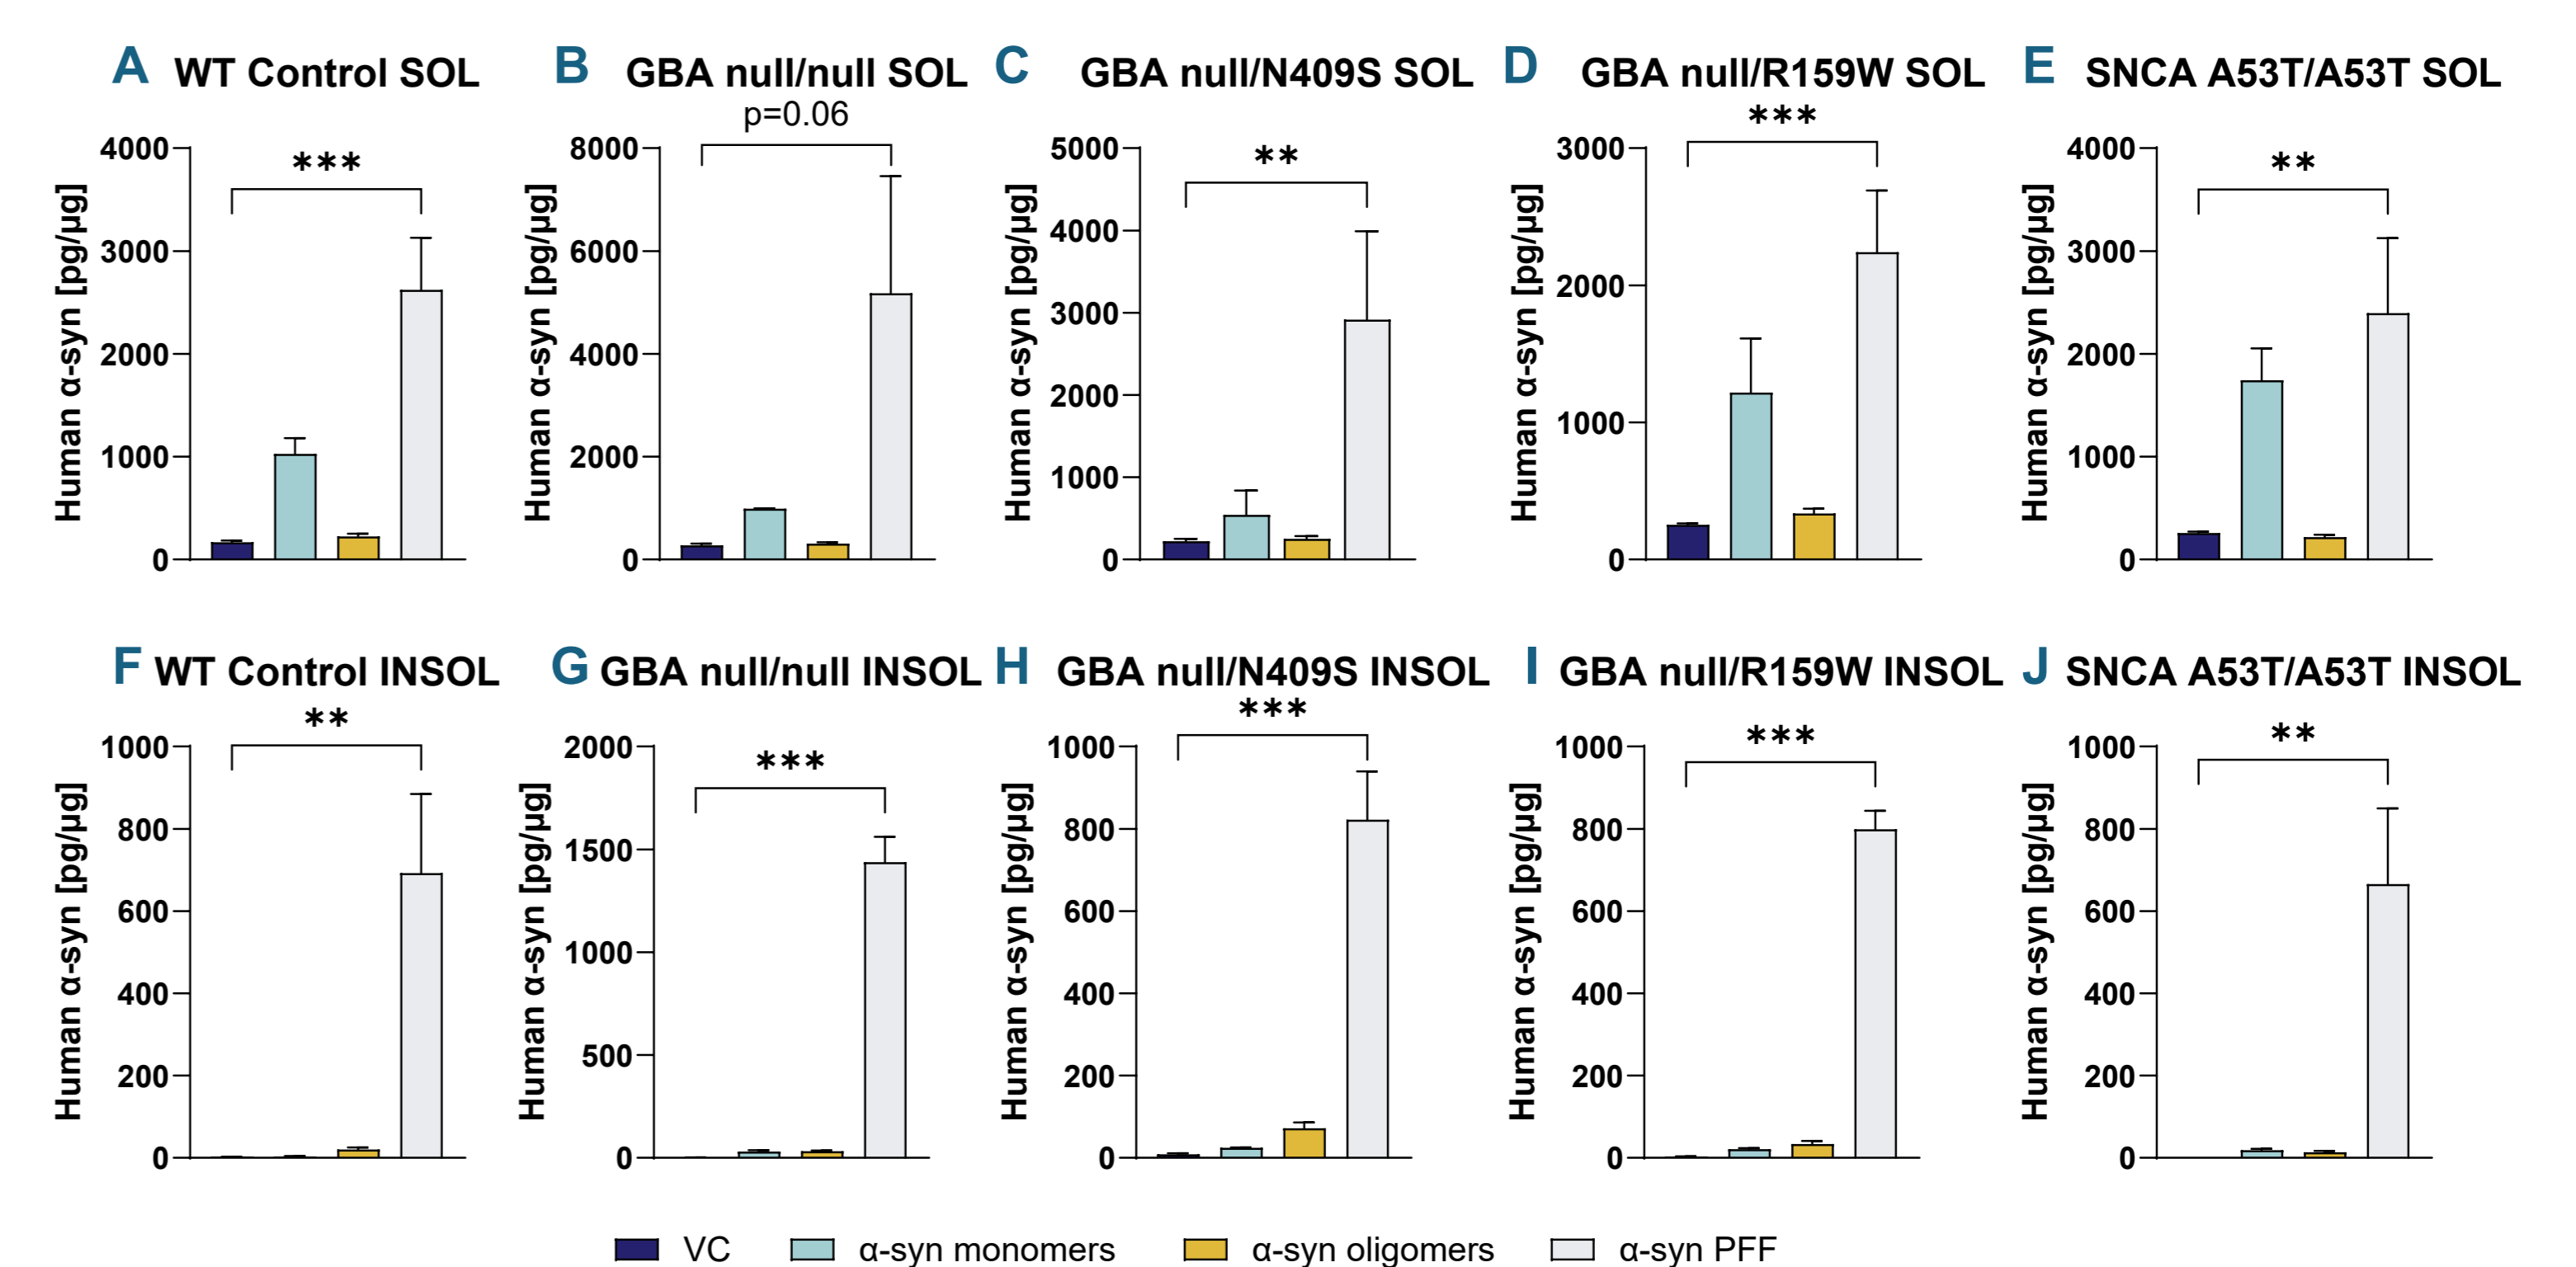 A WT Control SOL
***
Human α-syn [pg/µg]
4000
3000
2000
1000
0
B GBA null/null SOL
p=0.06
Human α-syn [pg/µg]
8000
6000
4000
2000
0
C GBA null/N409S SOL
**
Human α-syn [pg/µg]
5000
4000
3000
2000
1000
0
D GBA null/R159W SOL
***
Human α-syn [pg/µg]
3000
2000
1000
0
E SNCA A53T/A53T SOL
**
Human α-syn [pg/µg]
4000
3000
2000
1000
0
F WT Control INSOL
**
Human α-syn [pg/µg]
1000
800
600
400
200
0
G GBA null/null INSOL
***
Human α-syn [pg/µg]
2000
1500
1000
500
0
H GBA null/N409S INSOL
***
Human α-syn [pg/µg]
1000
800
600
400
200
0
I GBA null/R159W INSOL
***
Human α-syn [pg/µg]
1000
800
600
400
200
0
J SNCA A53T/A53T INSOL
**
Human α-syn [pg/µg]
1000
800
600
400
200
0
VC α-syn monomers α-syn oligomers α-syn PFF